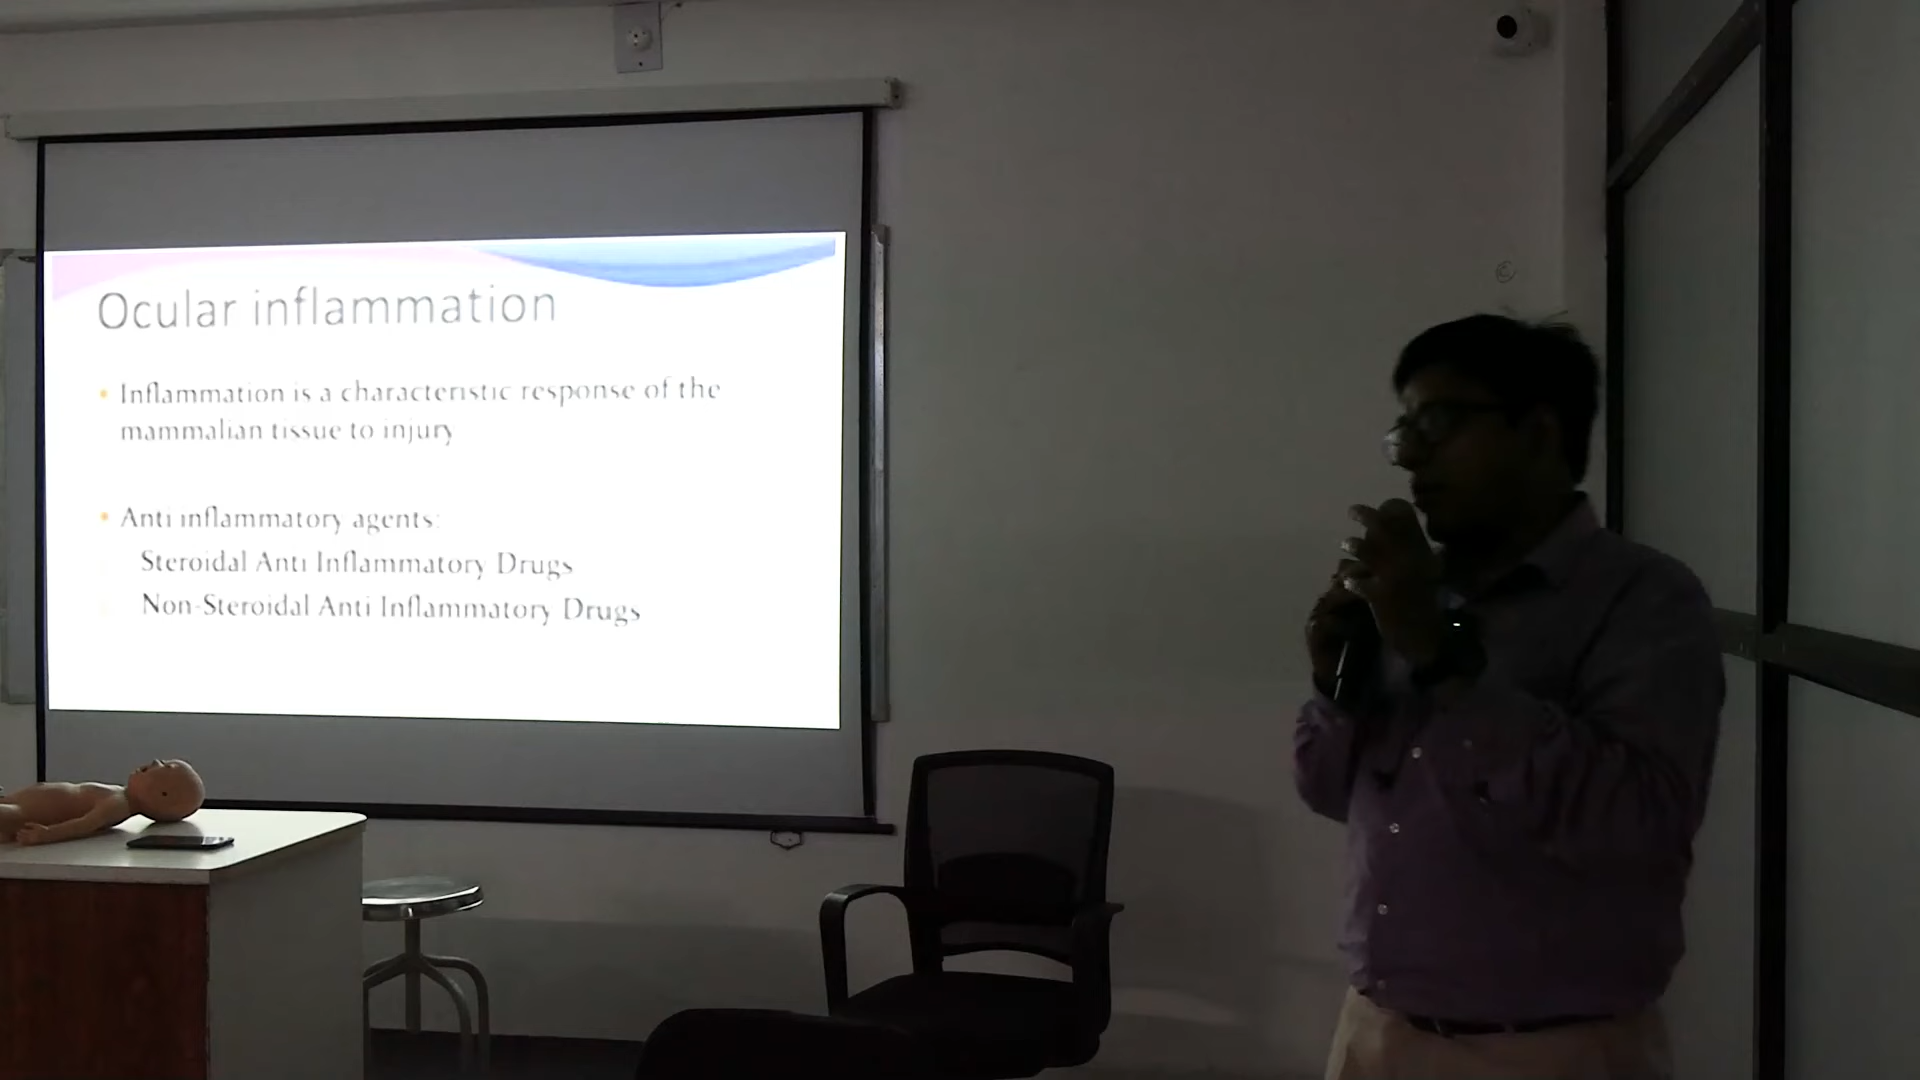 Ocular inflammation
• Inflammation is a characteristic response of the
mammalian tissue to injury
• Anti inflammatory agents:
Steroidal Anti Inflammatory Drugs
Non-Steroidal Anti Inflammatory Drugs